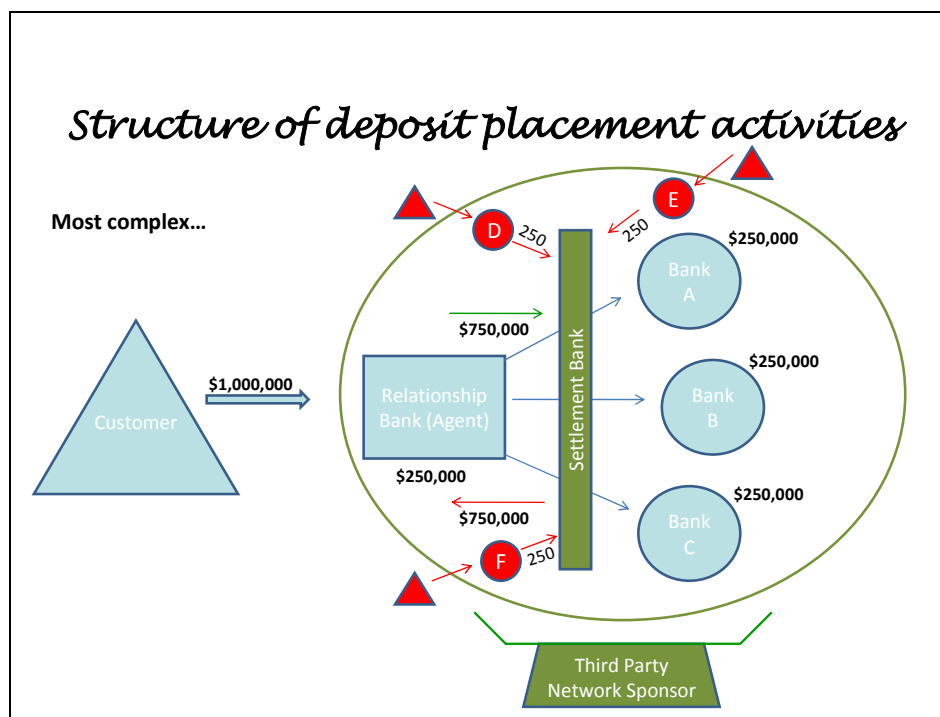 Structure of deposit placement activities
Most complex…
E
D
250
250
$250,000
Bank
A
$750,000
$1,000,000
Customer
Relationship
Bank (Agent)
Settlement Bank
$250,000
Bank
B
$250,000
$750,000
$250,000
Bank
C
F
250
Third Party
Network Sponsor